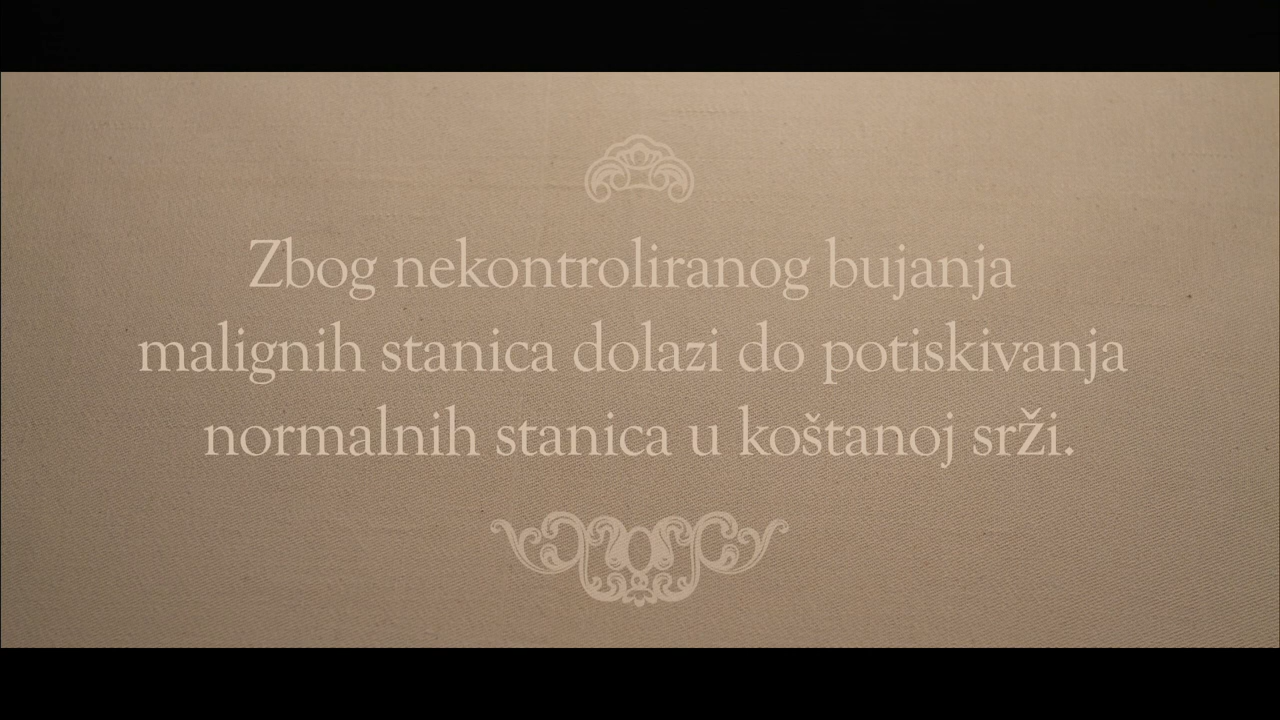 Zbog nekontroliranog bujanja
malignih stanica dolazi do potiskivanja
normalnih stanica u koštanoj srži.